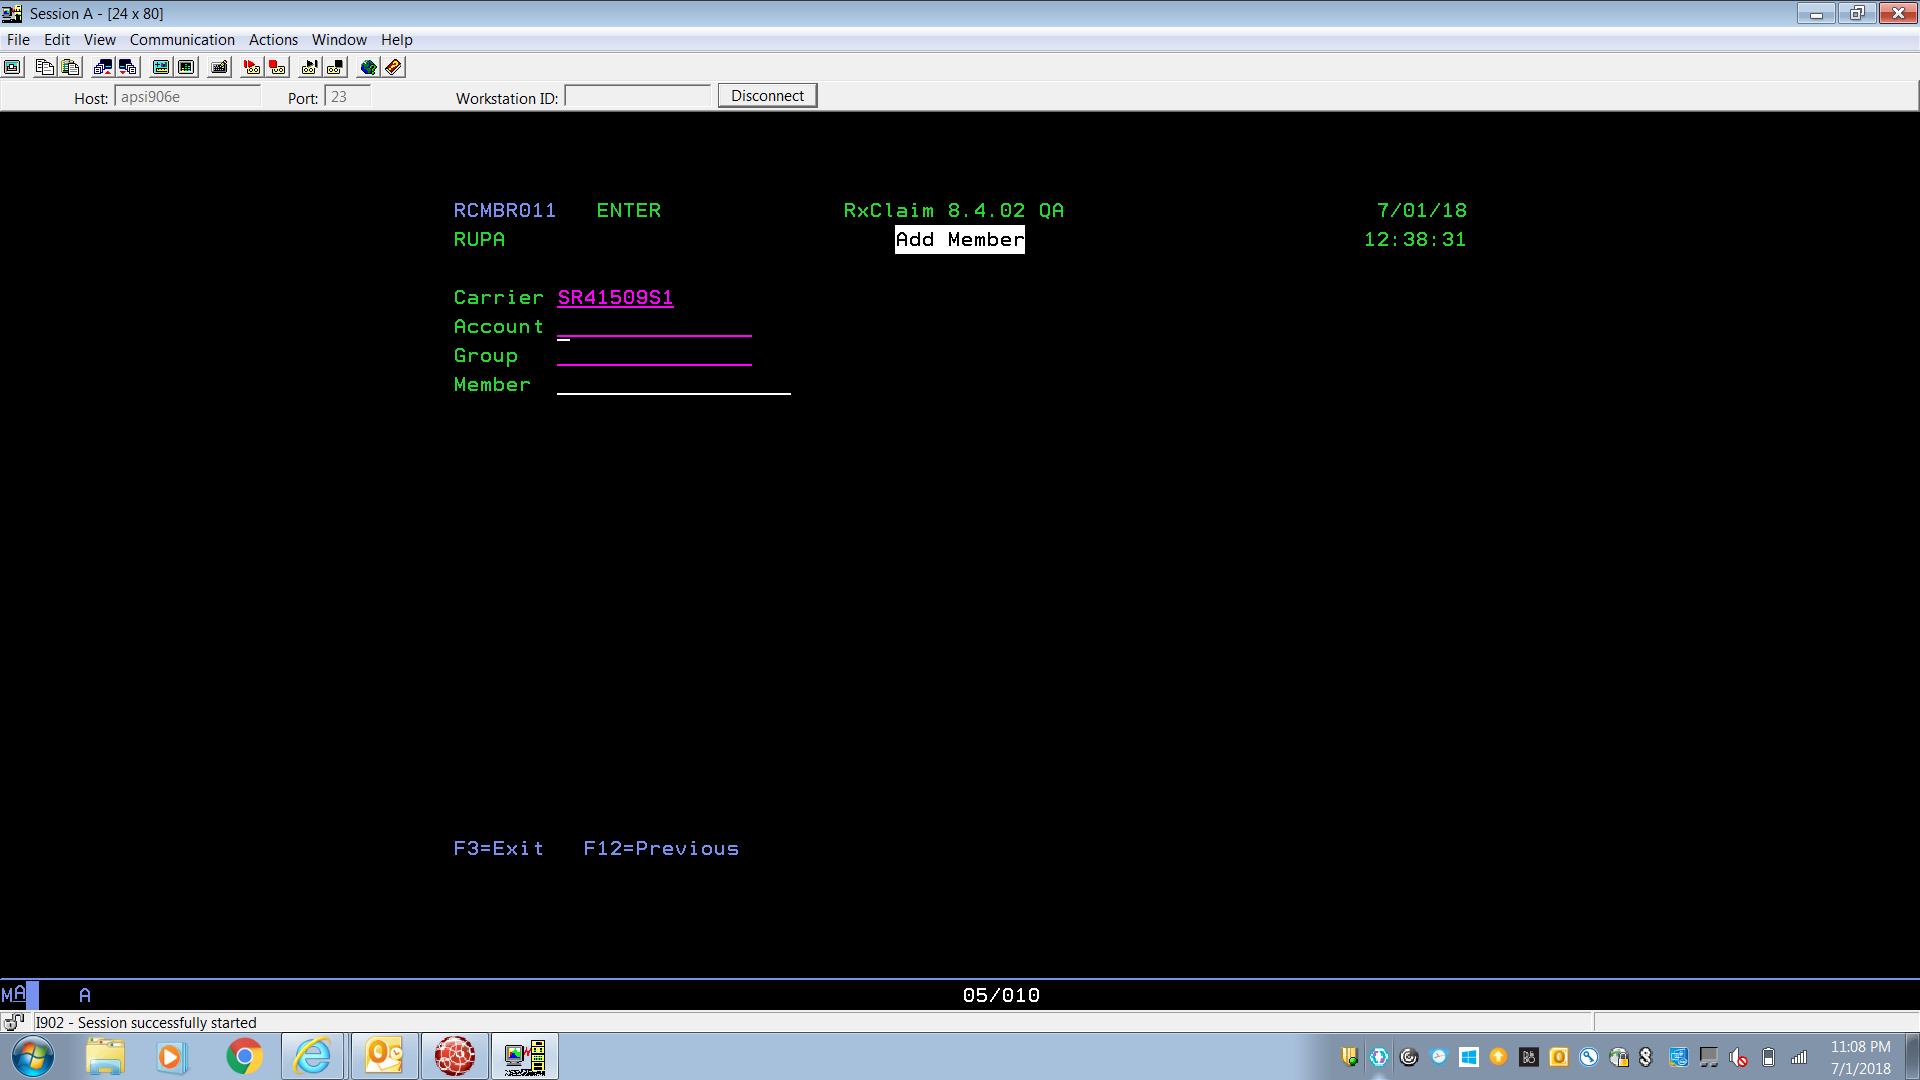 Session A - [24 x 80]
File Edit View Communication Actions Window Help
Host: apsi906e Port: 23 Workstation ID: Disconnect
RCMBR011 ENTER RxClaim 8.4.02 QA 7/01/18
RUPA Add Member 12:38:31
Carrier SR41509S1
Account
Group
Member
F3=Exit F12=Previous
MA A 05/010
I902 - Session successfully started
11:08 PM
7/1/2018